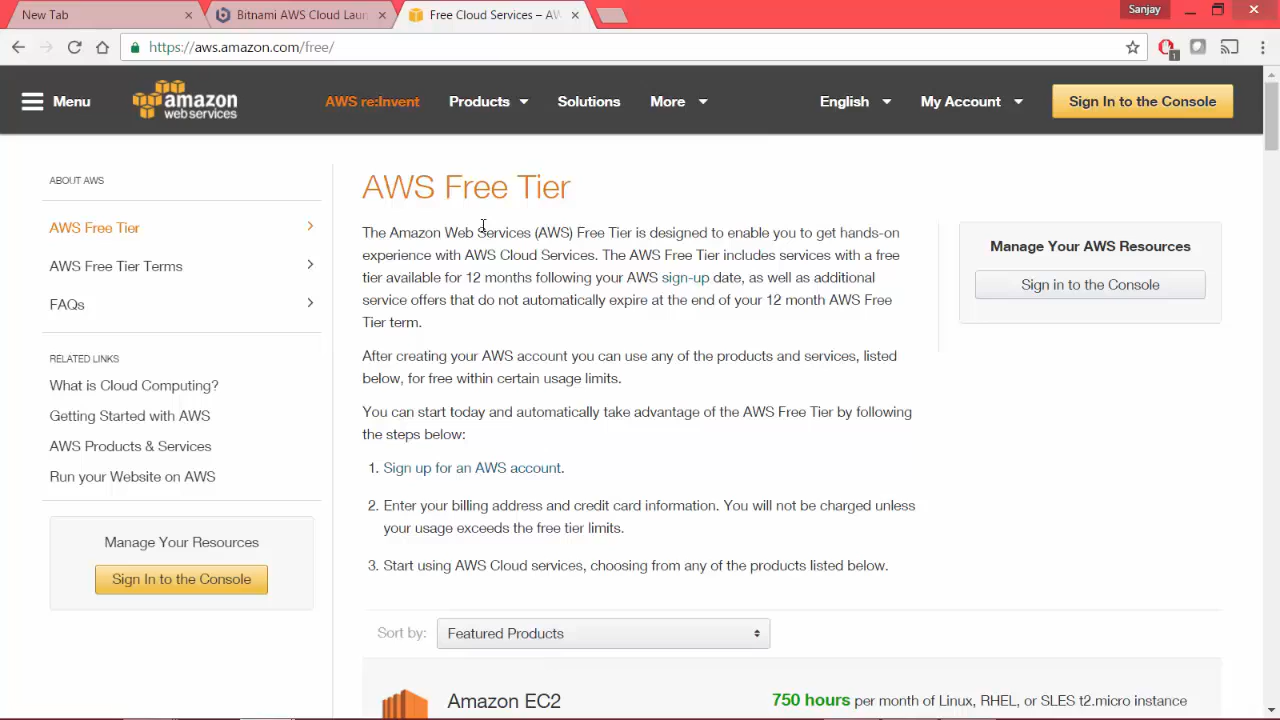 New Tab
Bitnami AWS Cloud Laun
Free Cloud Services – AW
Sanjay
https://aws.amazon.com/free/
1
Menu
amazon
web services
AWS re:Invent
Products
Solutions
More
English
My Account
Sign In to the Console
ABOUT AWS
AWS Free Tier
AWS Free Tier Terms
FAQs
RELATED LINKS
What is Cloud Computing?
Getting Started with AWS
AWS Products & Services
Run your Website on AWS
Manage Your Resources
Sign In to the Console
AWS Free Tier
The Amazon Web Services (AWS) Free Tier is designed to enable you to get hands-on
experience with AWS Cloud Services. The AWS Free Tier includes services with a free
tier available for 12 months following your AWS sign-up date, as well as additional
service offers that do not automatically expire at the end of your 12 month AWS Free
Tier term.
After creating your AWS account you can use any of the products and services, listed
below, for free within certain usage limits.
You can start today and automatically take advantage of the AWS Free Tier by following
the steps below:
1. Sign up for an AWS account.
2. Enter your billing address and credit card information. You will not be charged unless
your usage exceeds the free tier limits.
3. Start using AWS Cloud services, choosing from any of the products listed below.
Sort by: Featured Products
Amazon EC2
750 hours per month of Linux, RHEL, or SLES t2.micro instance
Manage Your AWS Resources
Sign in to the Console